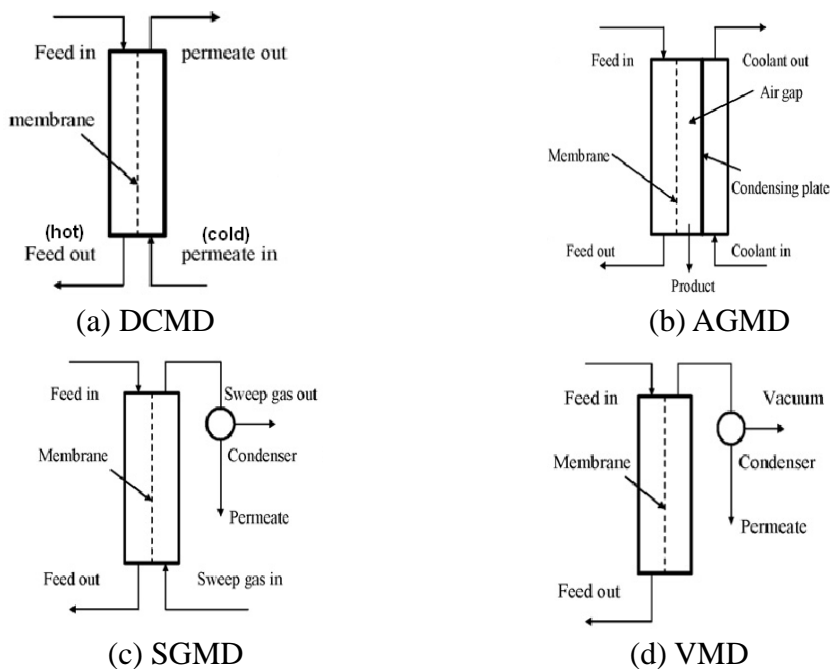 Feed in
permeate out
membrane
(hot)
(cold)
Feed out
permeate in
(a) DCMD
Feed in
Coolant out
Air gap
Membrane
Condensing plate
Feed out
Coolant in
Product
(b) AGMD
Feed in
Sweep gas out
Membrane
Condenser
Permeate
Feed out
Sweep gas in
(c) SGMD
Feed in
Vacuum
Membrane
Condenser
Permeate
Feed out
(d) VMD